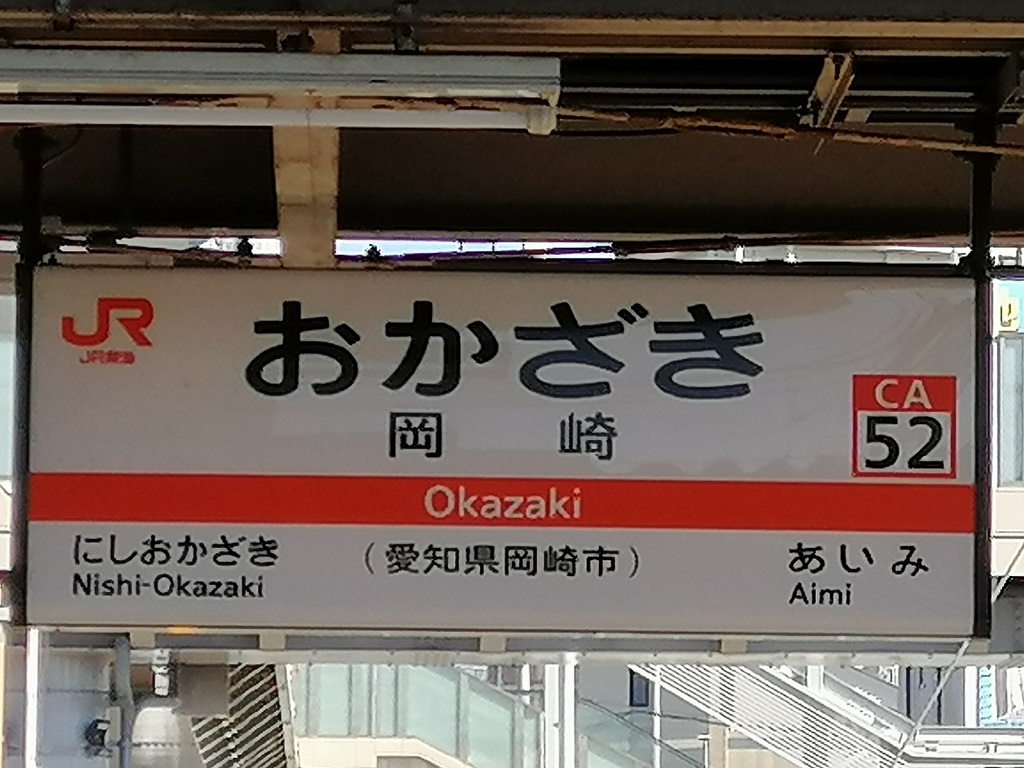 JR
JR東海
おかざき
岡崎
CA
52
Okazaki
にしおかざき
Nishi-Okazaki
(愛知県岡崎市)
あいみ
Aimi